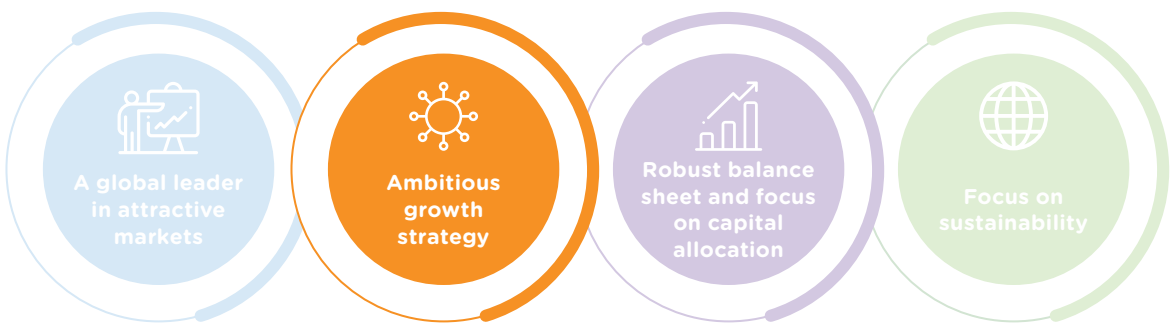 A global leader
in attractive
markets
Ambitious
growth
strategy
Robust balance
sheet and focus
on capital
allocation
Focus on
sustainability